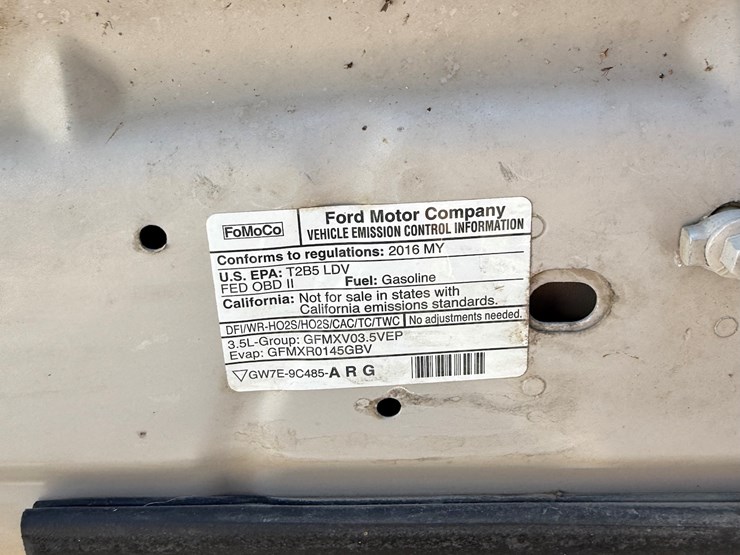 FoMoCo
Ford Motor Company
VEHICLE EMISSION CONTROL INFORMATION
Conforms to regulations: 2016 MY
U.S. EPA: T2B5 LDV
FED OBD II Fuel: Gasoline
California: Not for sale in states with
California emissions standards.
DFI/WR-HO2S/HO2S/CAC/TC/TWC No adjustments needed.
3.5L-Group: GFMXV03.5VEP
Evap: GFMXR0145GBV
▽GW7E-9C485-A R G